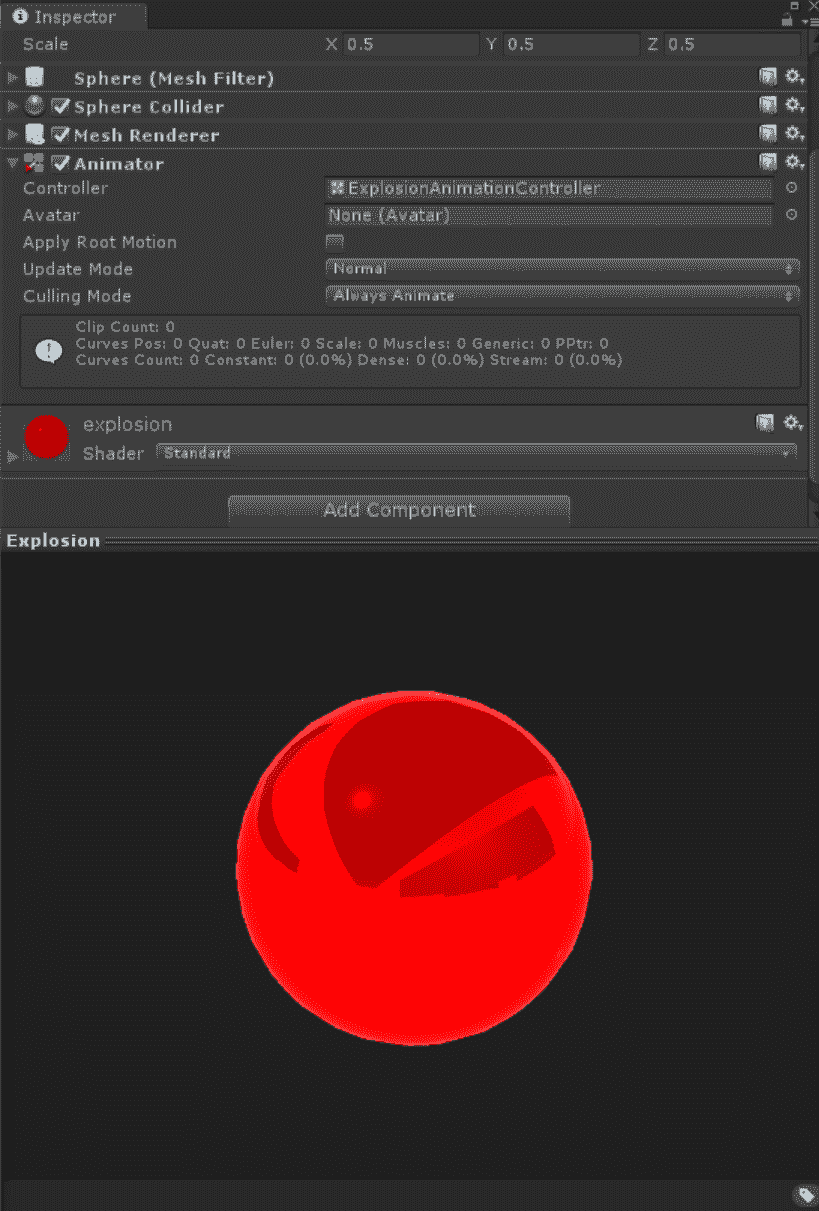 Inspector
Scale X 0.5 Y 0.5 Z 0.5
Sphere (Mesh Filter)
Sphere Collider
Mesh Renderer
Animator
Controller ExplosionAnimationController
Avatar None (Avatar)
Apply Root Motion
Update Mode Normal
Culling Mode Always Animate
Clip Count: 0
Curves Pos: 0 Quat: 0 Euler: 0 Scale: 0 Muscles: 0 Generic: 0 PPtr: 0
Curves Count: 0 Constant: 0 (0.0%) Dense: 0 (0.0%) Stream: 0 (0.0%)
explosion
Shader Standard
Add Component
Explosion